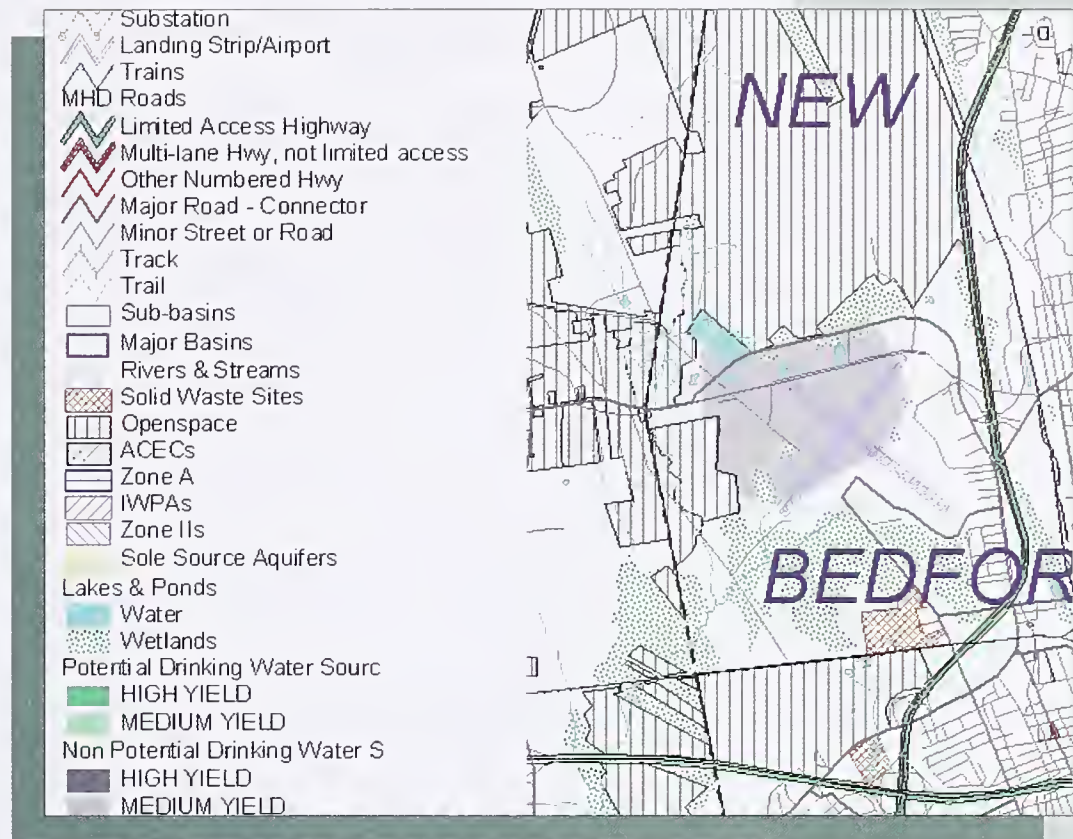 Substation
Landing Strip/Airport
Trains
MHD Roads
Limited Access Highway
Multi-lane Hwy, not limited access
Other Numbered Hwy
Major Road - Connector
Minor Street or Road
Track
Trail
Sub-basins
Major Basins
Rivers & Streams
Solid Waste Sites
Openspace
ACECs
Zone A
IWPAs
Zone IIs
Sole Source Aquifers
Lakes & Ponds
Water
Wetlands
Potential Drinking Water Sourc
HIGH YIELD
MEDIUM YIELD
Non Potential Drinking Water S
HIGH YIELD
MEDIUM YIELD
NEW
BEDFOR